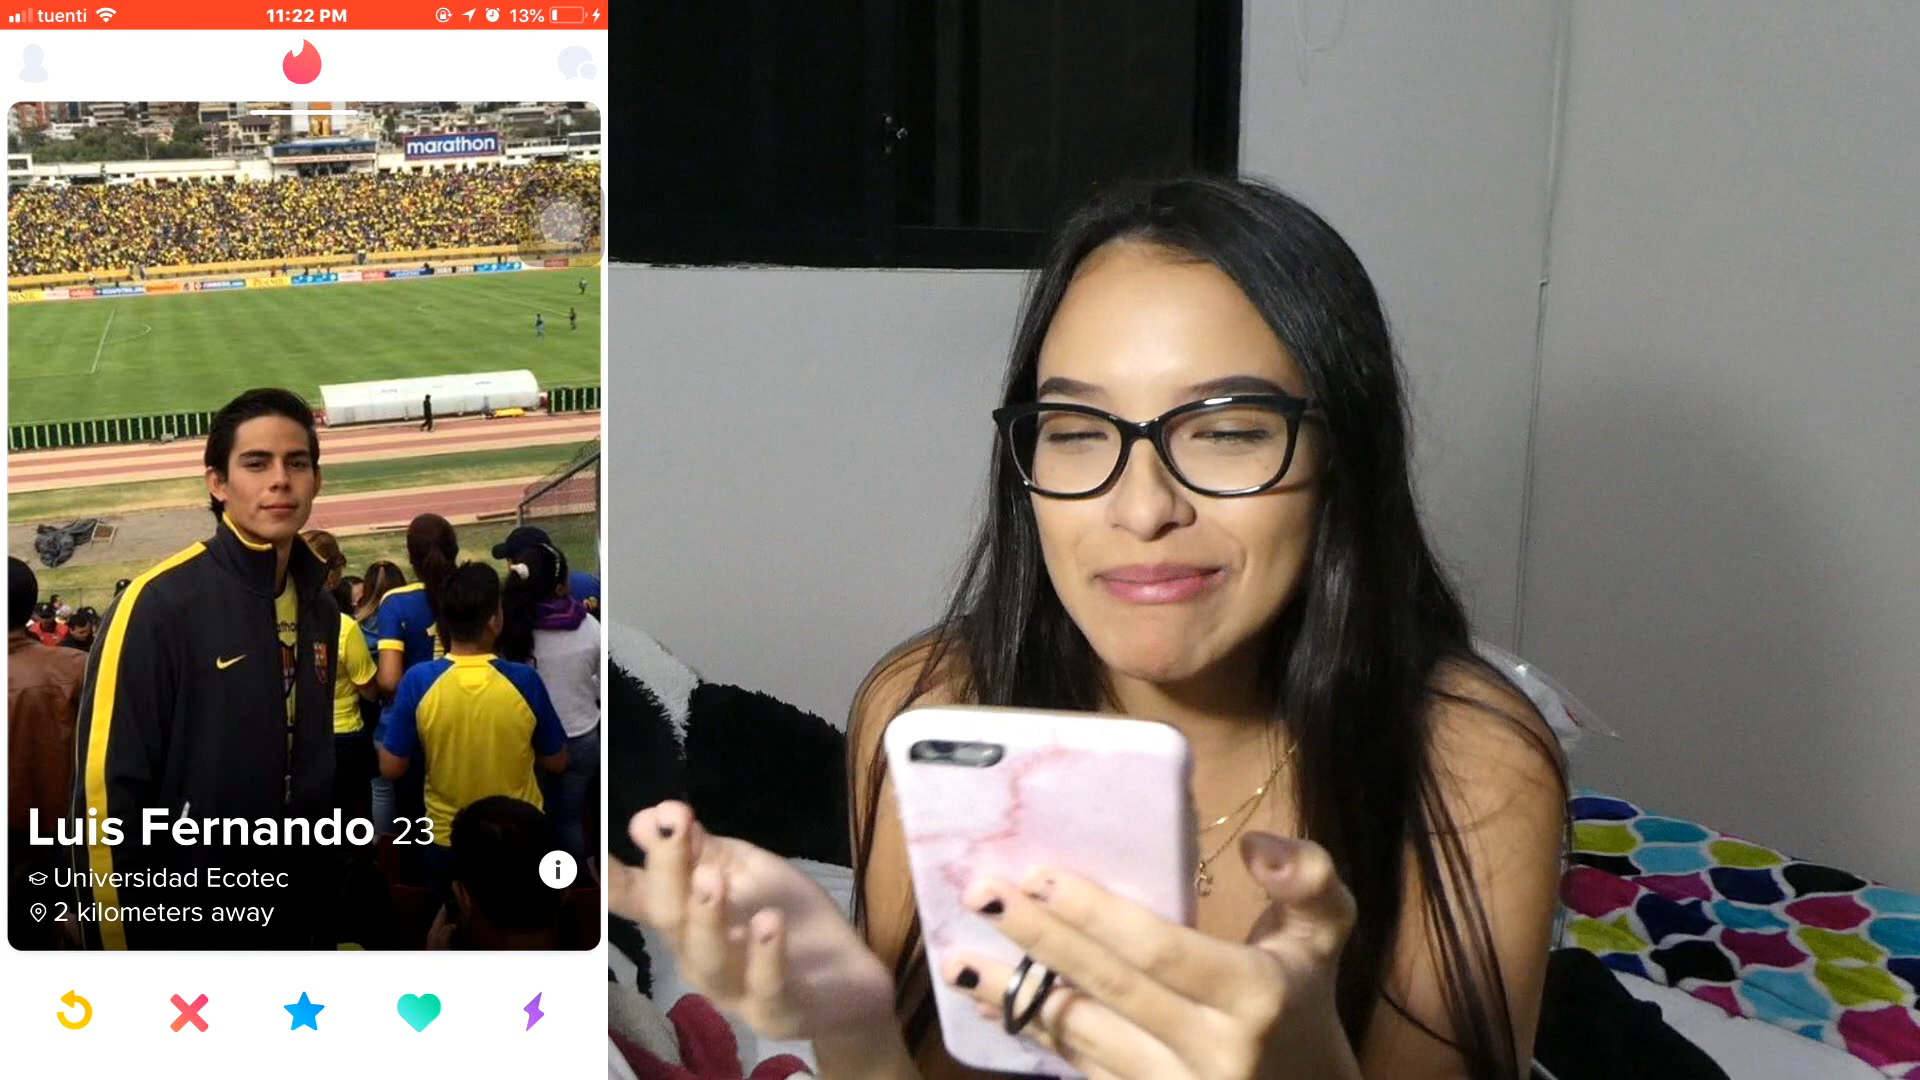 tuenti
11:22 PM
13%
marathon
Luis Fernando 23
Universidad Ecotec
2 kilometers away